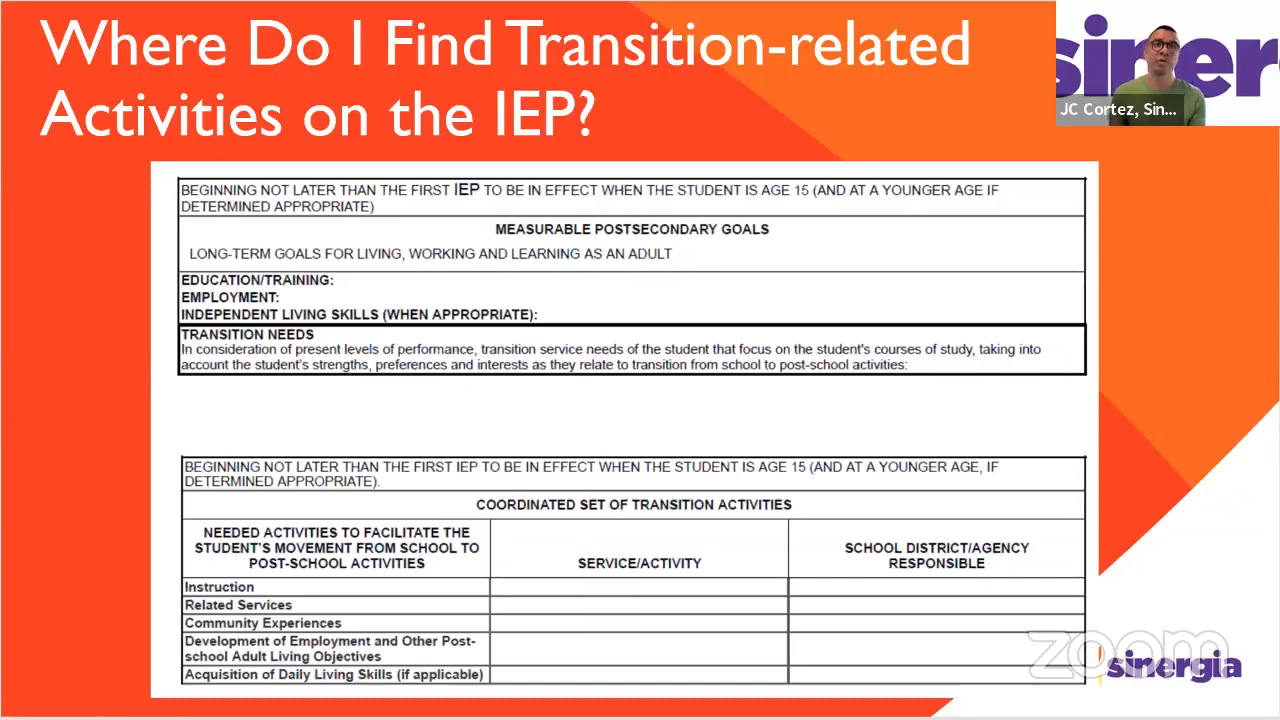 Where Do I Find Transition-related
Activities on the IEP?
siner
JC Cortez, Sin...
BEGINNING NOT LATER THAN THE FIRST IEP TO BE IN EFFECT WHEN THE STUDENT IS AGE 15 (AND AT A YOUNGER AGE IF
DETERMINED APPROPRIATE)
MEASURABLE POSTSECONDARY GOALS
LONG-TERM GOALS FOR LIVING, WORKING AND LEARNING AS AN ADULT
EDUCATION/TRAINING:
EMPLOYMENT:
INDEPENDENT LIVING SKILLS (WHEN APPROPRIATE):
TRANSITION NEEDS
In consideration of present levels of performance, transition service needs of the student that focus on the student's courses of study, taking into
account the student's strengths, preferences and interests as they relate to transition from school to post-school activities:
BEGINNING NOT LATER THAN THE FIRST IEP TO BE IN EFFECT WHEN THE STUDENT IS AGE 15 (AND AT A YOUNGER AGE, IF
DETERMINED APPROPRIATE).
COORDINATED SET OF TRANSITION ACTIVITIES
NEEDED ACTIVITIES TO FACILITATE THE
STUDENT'S MOVEMENT FROM SCHOOL TO
POST-SCHOOL ACTIVITIES
SERVICE/ACTIVITY
SCHOOL DISTRICT/AGENCY
RESPONSIBLE
Instruction
Related Services
Community Experiences
Development of Employment and Other Post-
school Adult Living Objectives
Acquisition of Daily Living Skills (if applicable)
zoom
sinergia